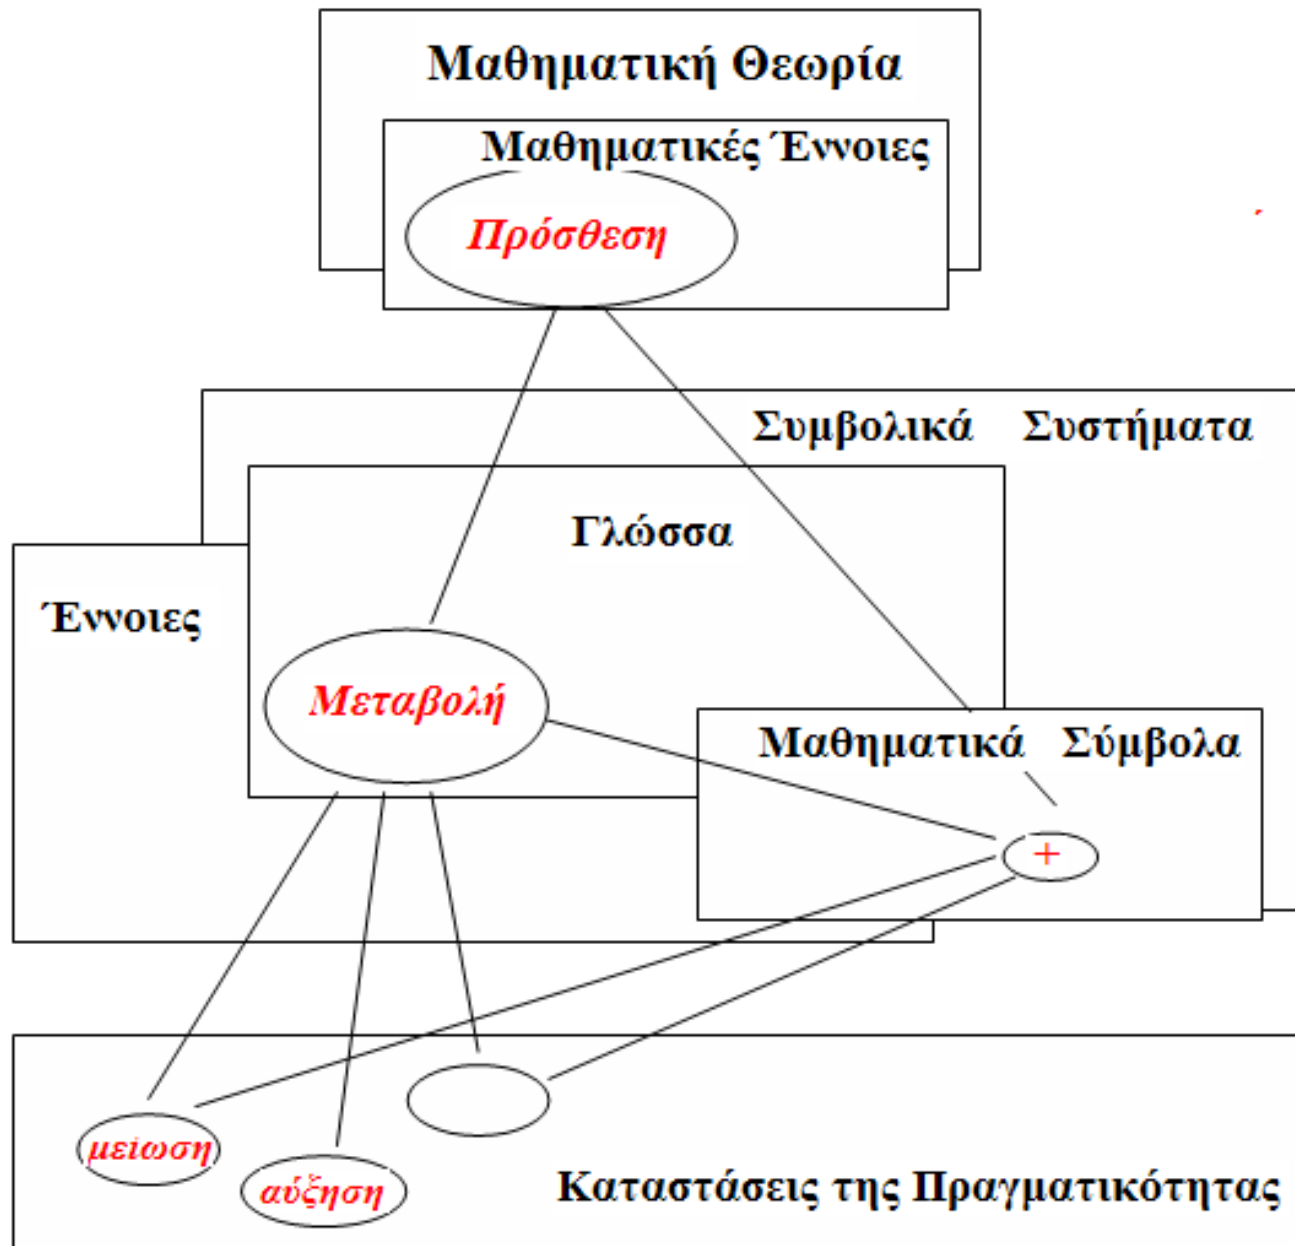 Μαθηματική Θεωρία
Μαθηματικές Έννοιες
Πρόσθεση
Συμβολικά Συστήματα
Γλώσσα
Έννοιες
Μεταβολή
Μαθηματικά Σύμβολα
+
μείωση
αύξηση
Καταστάσεις της Πραγματικότητας